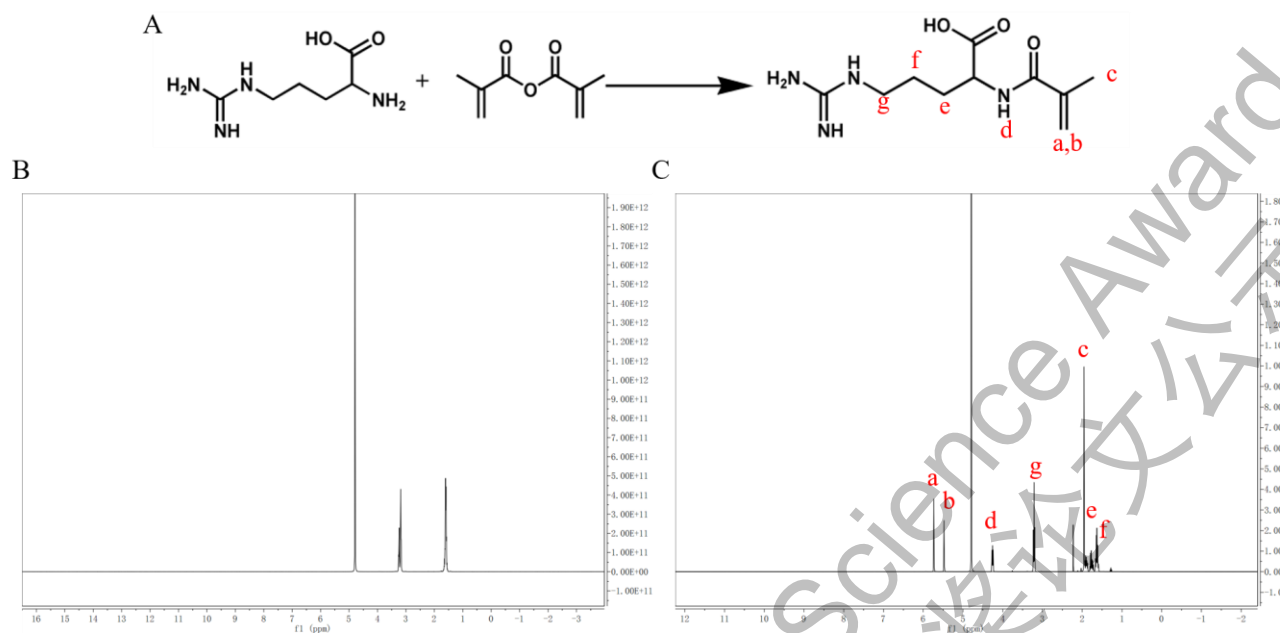 A
HO
O
H
N
H₂N
NH
NH₂
+
O
O
O
HO
O
O
f
H
N
H₂N
c
g
e
N
H
NH
d
a,b
B
1.90E+12
1.80E+12
1.70E+12
1.60E+12
1.50E+12
1.40E+12
1.30E+12
1.20E+12
1.10E+12
1.00E+12
9.00E+11
8.00E+11
7.00E+11
6.00E+11
5.00E+11
4.00E+11
3.00E+11
2.00E+11
1.00E+11
0.00E+00
-1.00E+11
16 15 14 13 12 11 10 9 8 7 6 5 4 3 2 1 0 -1 -2 -3
f1 (ppm)
C
c
g
a
b
d
e
f
12 11 10 9 8 7 6 5 4 3 2 1 0 -1 -2
f1 (ppm)
Science Award
论文公示